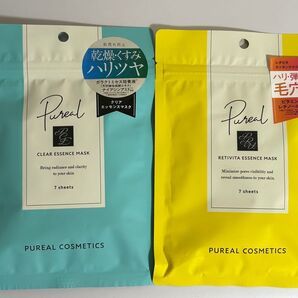 乾燥くすみ
ハリツヤ
クリア
エッセンスマスク
Pureal
CLEAR ESSENCE MASK
Bring radiance and clarity
to your skin.
7 sheets
PUREAL COSMETICS
ハリ・弾
毛穴
Pureal
RETIVITA ESSENCE MASK
Minimize pores visibility and
reveal smoothness to your skin.
7 sheets
PUREAL COSMETICS